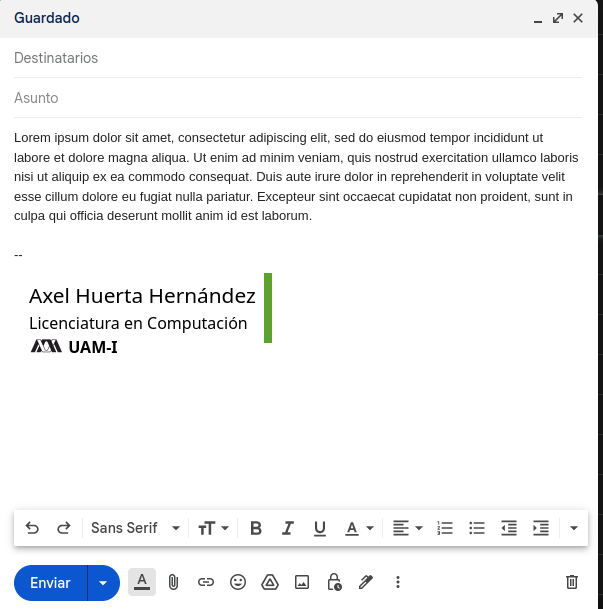 Guardado
Destinatarios
Asunto
Lorem ipsum dolor sit amet, consectetur adipiscing elit, sed do eiusmod tempor incididunt ut
labore et dolore magna aliqua. Ut enim ad minim veniam, quis nostrud exercitation ullamco laboris
nisi ut aliquip ex ea commodo consequat. Duis aute irure dolor in reprehenderit in voluptate velit
esse cillum dolore eu fugiat nulla pariatur. Excepteur sint occaecat cupidatat non proident, sunt in
culpa qui officia deserunt mollit anim id est laborum.
--
Axel Huerta Hernández
Licenciatura en Computación
UAM-I
Sans Serif TT B I U A
Enviar A